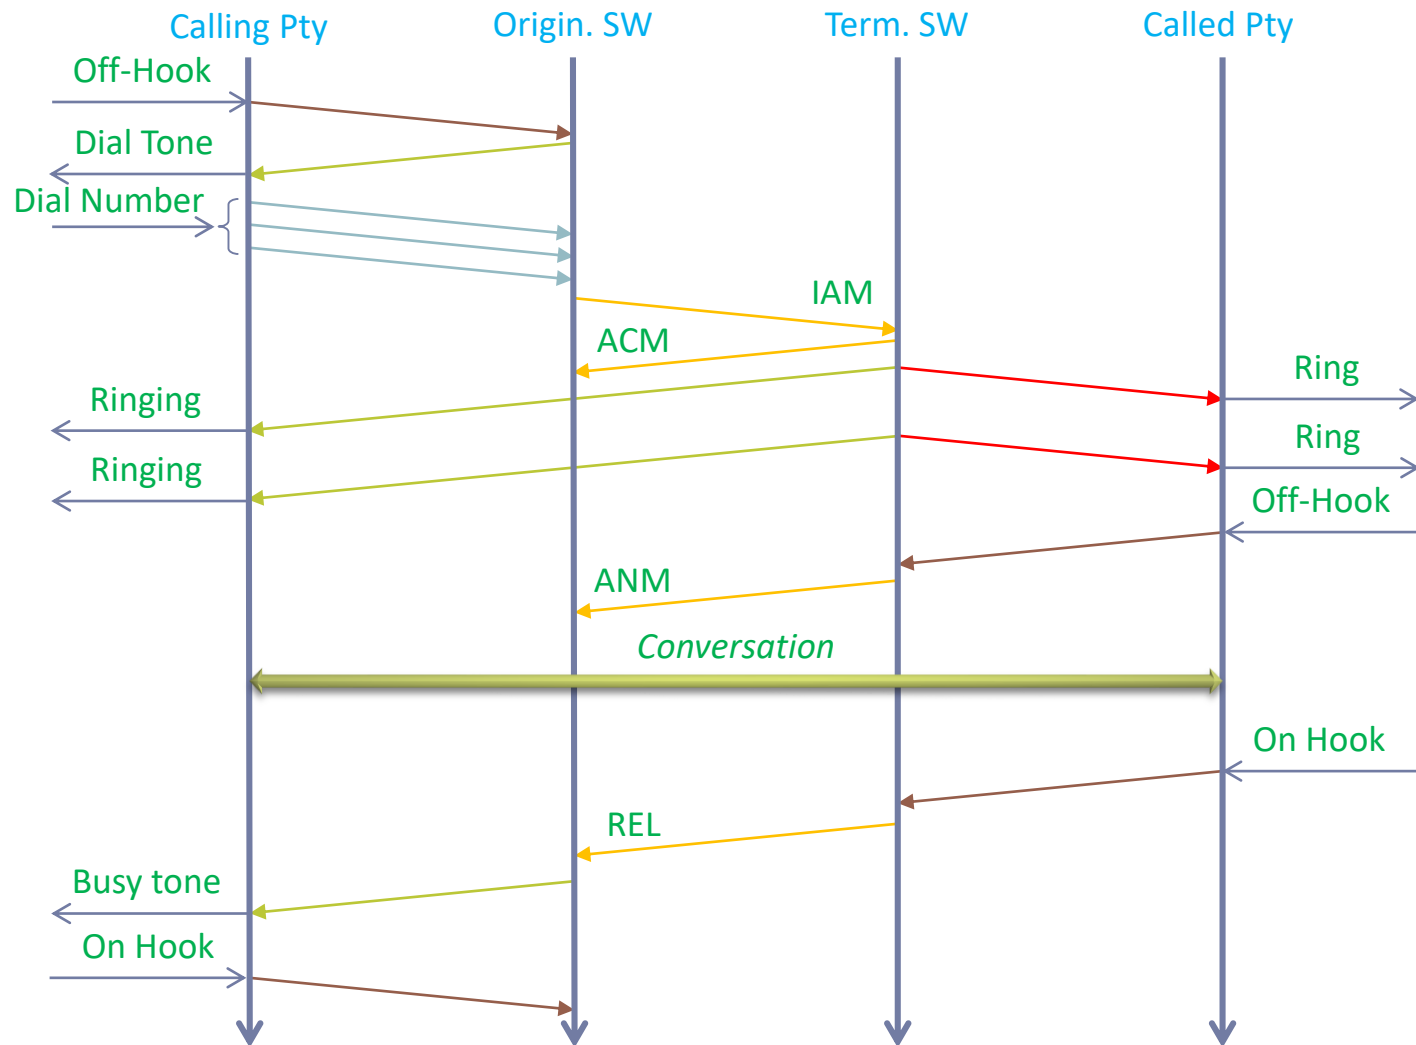 Calling Pty
Origin. SW
Term. SW
Called Pty
Off-Hook
Dial Tone
Dial Number
IAM
ACM
Ringing
Ring
Ringing
Ring
Off-Hook
ANM
Conversation
On Hook
REL
Busy tone
On Hook